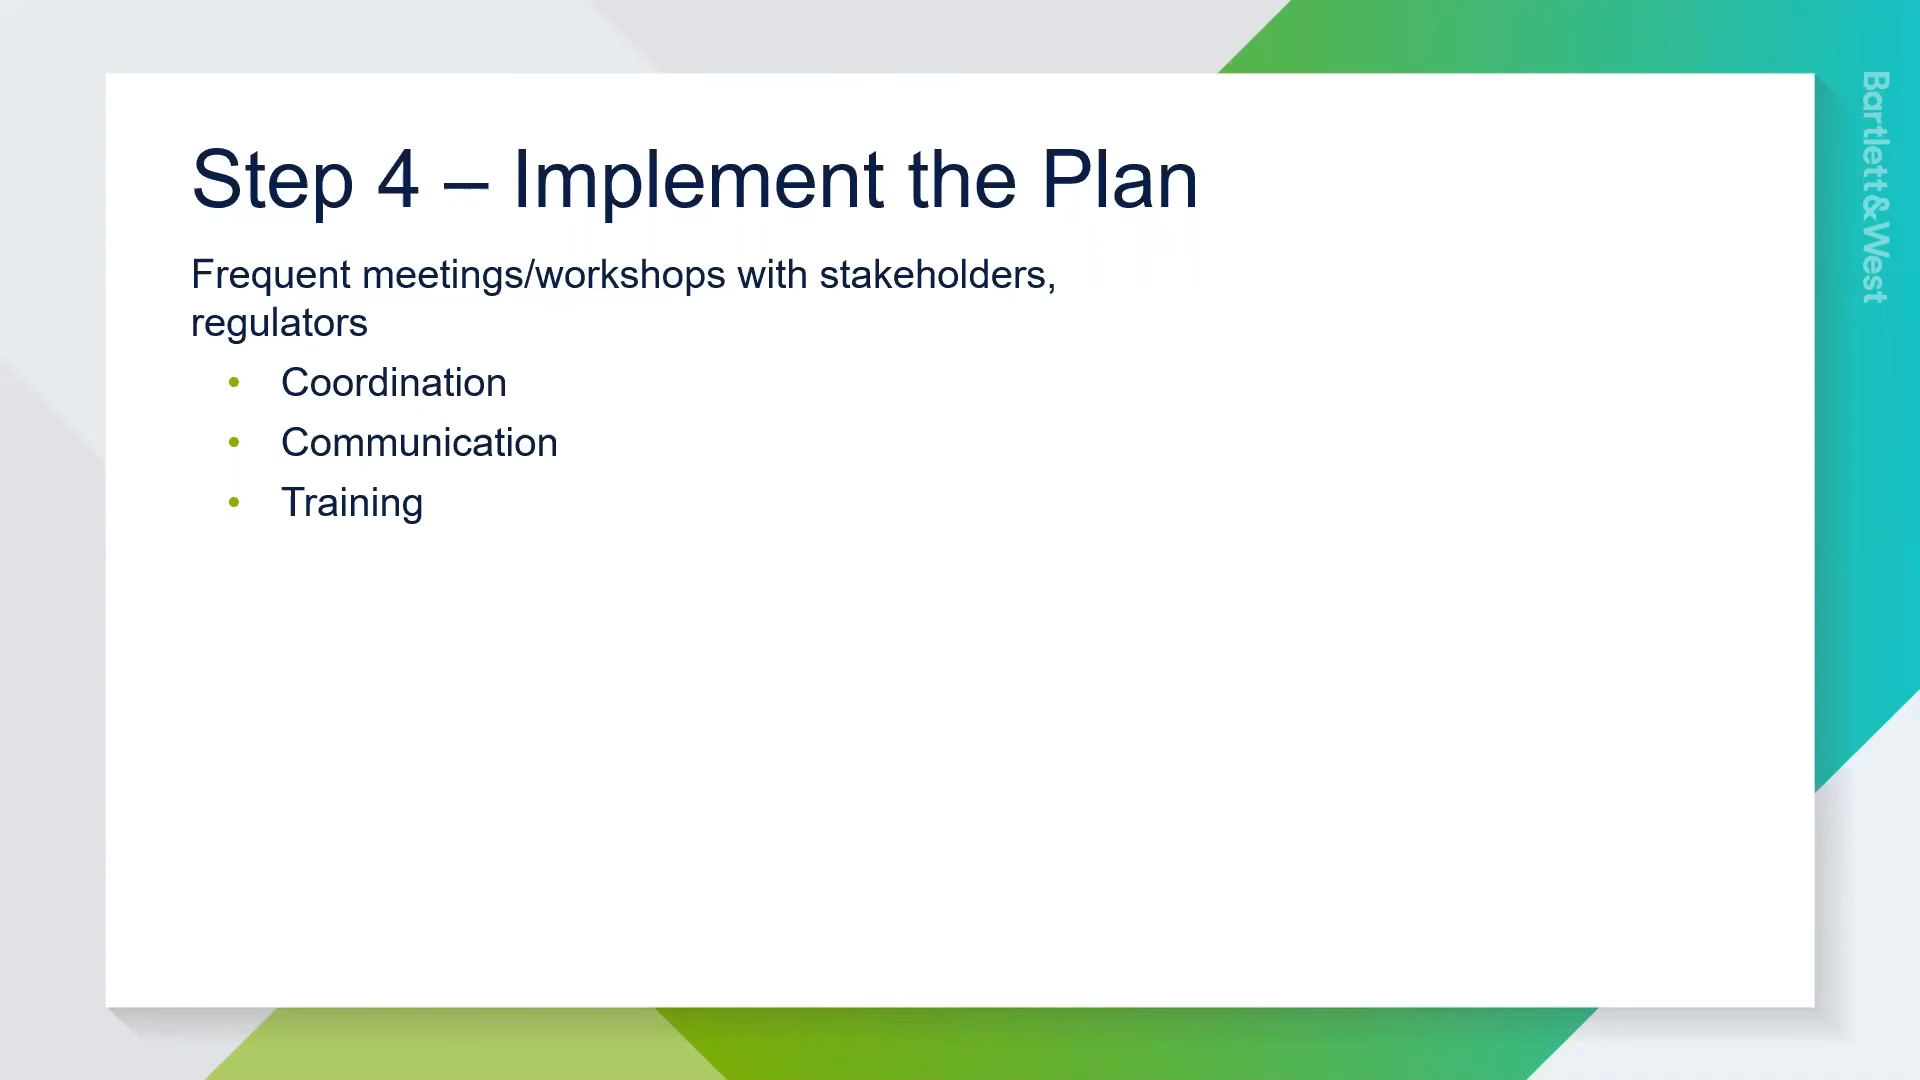 Step 4 – Implement the Plan
Frequent meetings/workshops with stakeholders,
regulators
• Coordination
• Communication
• Training
Bartlett&West